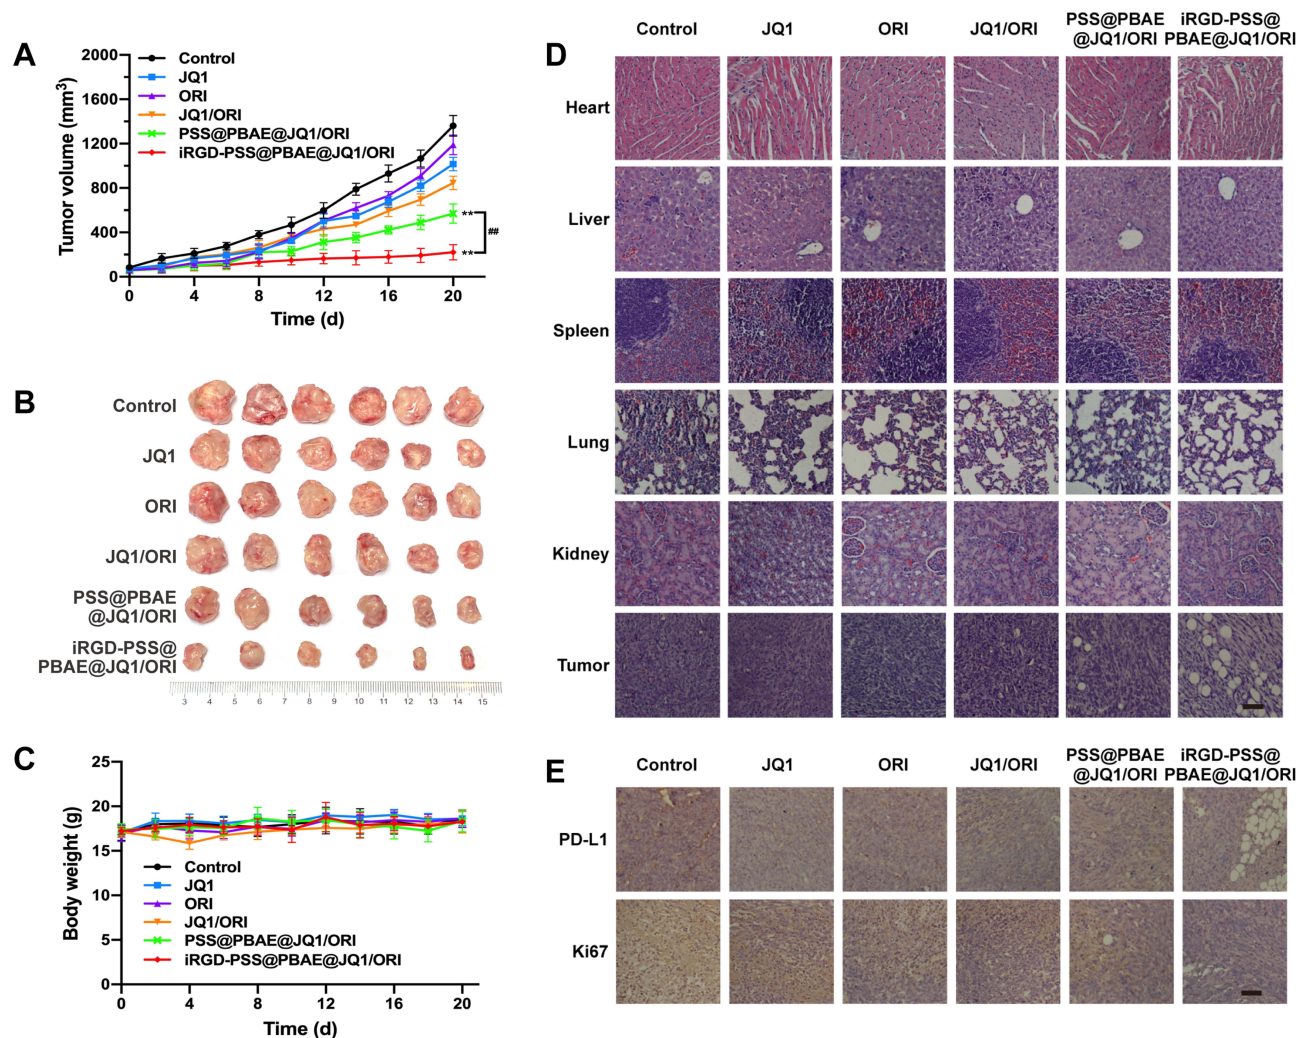 A
2000
1600
1200
800
400
0
Tumor volume (mm³)
Control
JQ1
ORI
JQ1/ORI
PSS@PBAE@JQ1/ORI
iRGD-PSS@PBAE@JQ1/ORI
**
##
**
0 4 8 12 16 20
Time (d)
B
Control
JQ1
ORI
JQ1/ORI
PSS@PBAE
@JQ1/ORI
iRGD-PSS@
PBAE@JQ1/ORI
3 4 5 6 7 8 9 10 11 12 13 14 15
C
25
20
15
10
5
0
Body weight (g)
Control
JQ1
ORI
JQ1/ORI
PSS@PBAE@JQ1/ORI
iRGD-PSS@PBAE@JQ1/ORI
0 4 8 12 16 20
Time (d)
D
Control JQ1 ORI JQ1/ORI
PSS@PBAE
@JQ1/ORI
iRGD-PSS@
PBAE@JQ1/ORI
Heart
Liver
Spleen
Lung
Kidney
Tumor
E
Control JQ1 ORI JQ1/ORI
PSS@PBAE
@JQ1/ORI
iRGD-PSS@
PBAE@JQ1/ORI
PD-L1
Ki67